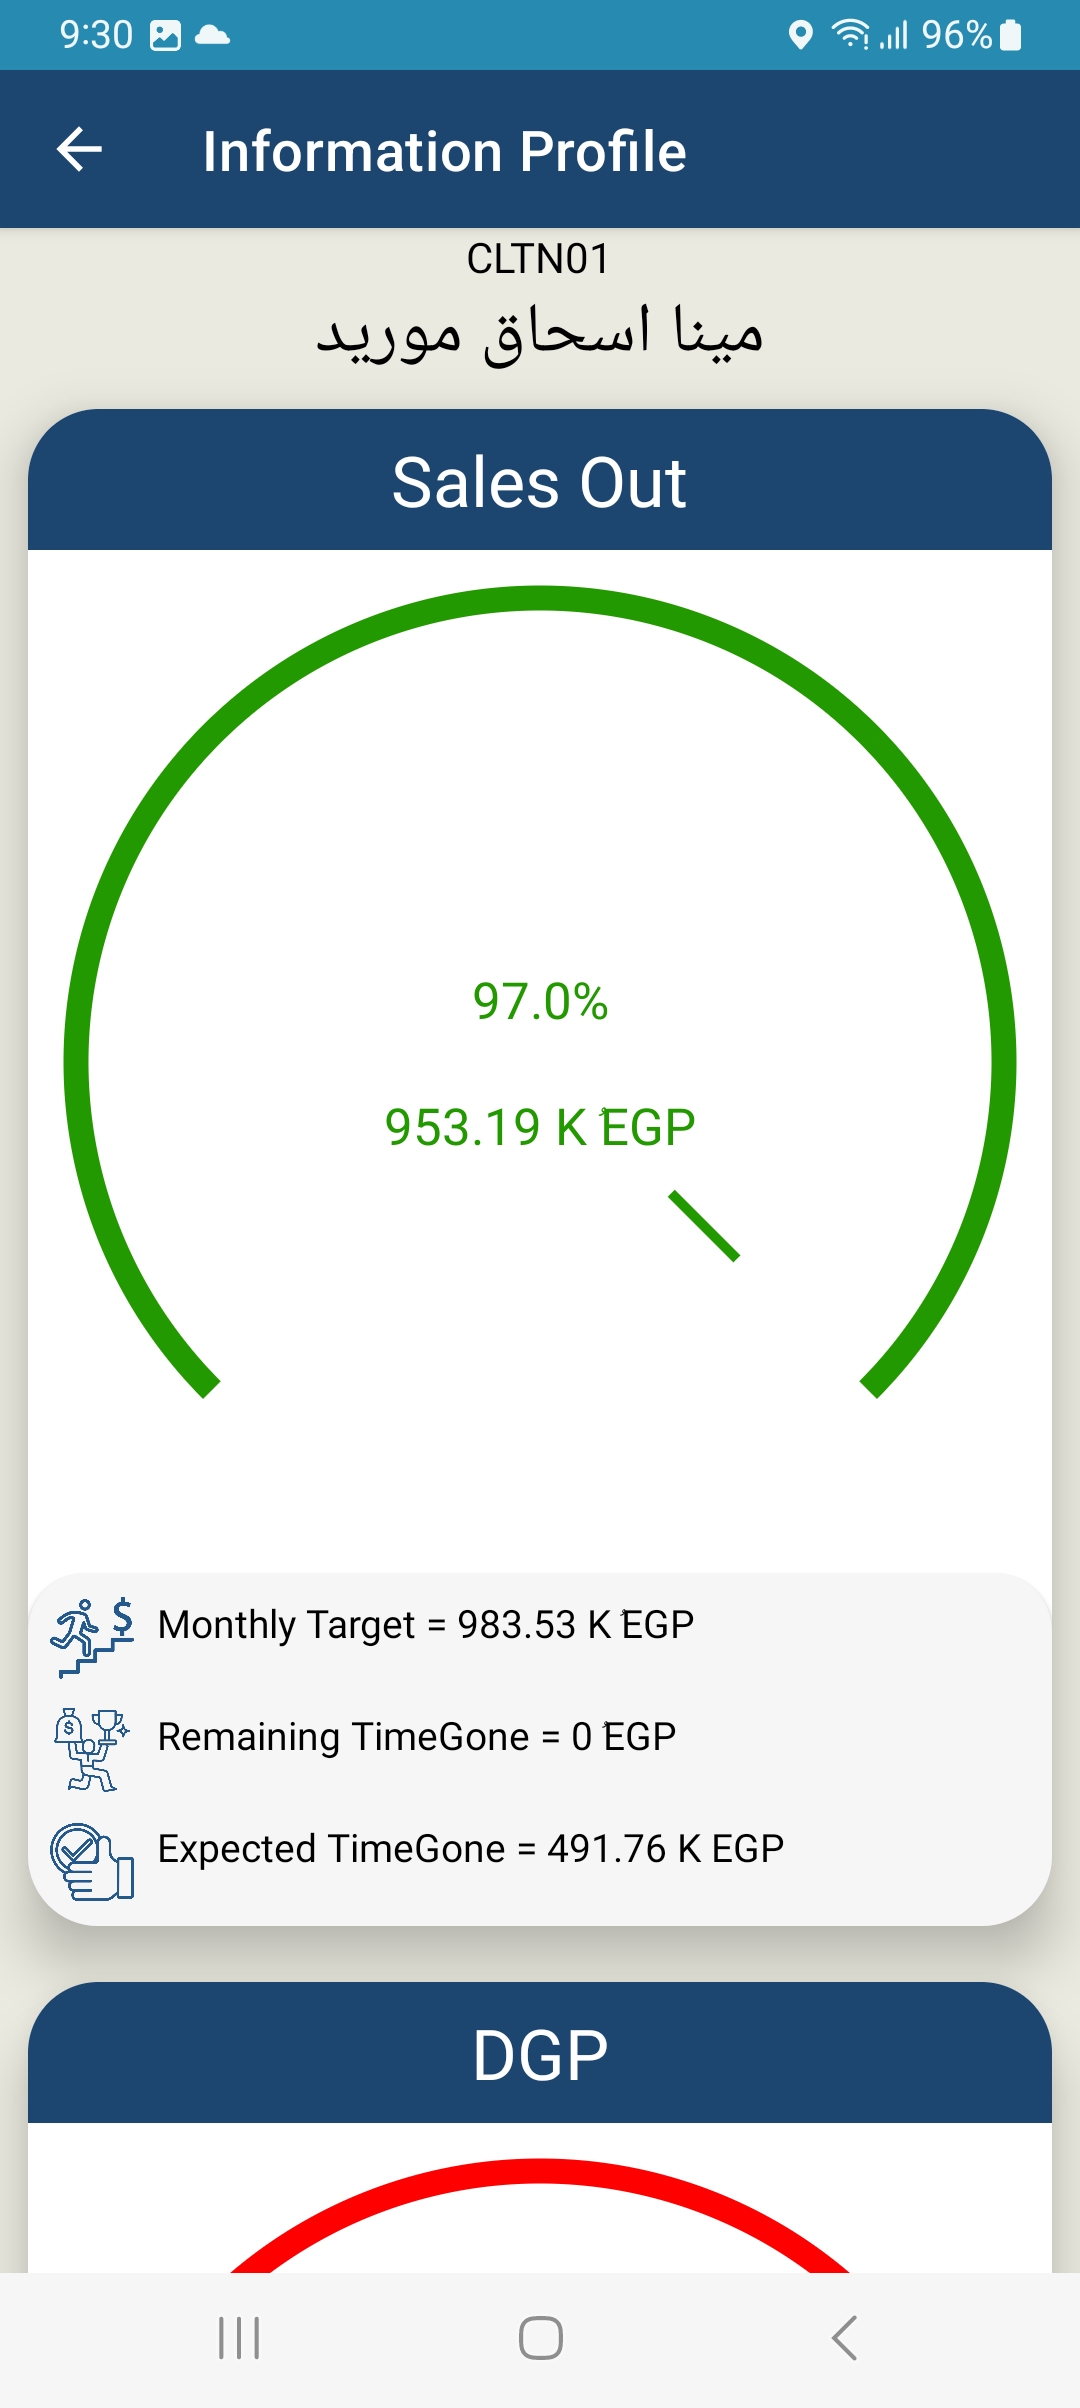 9:30
96%
Information Profile
CLTN01
مينا اسحاق موريد
Sales Out
97.0%
953.19 K EGP
Monthly Target = 983.53 K EGP
Remaining TimeGone = 0 EGP
Expected TimeGone = 491.76 K EGP
DGP